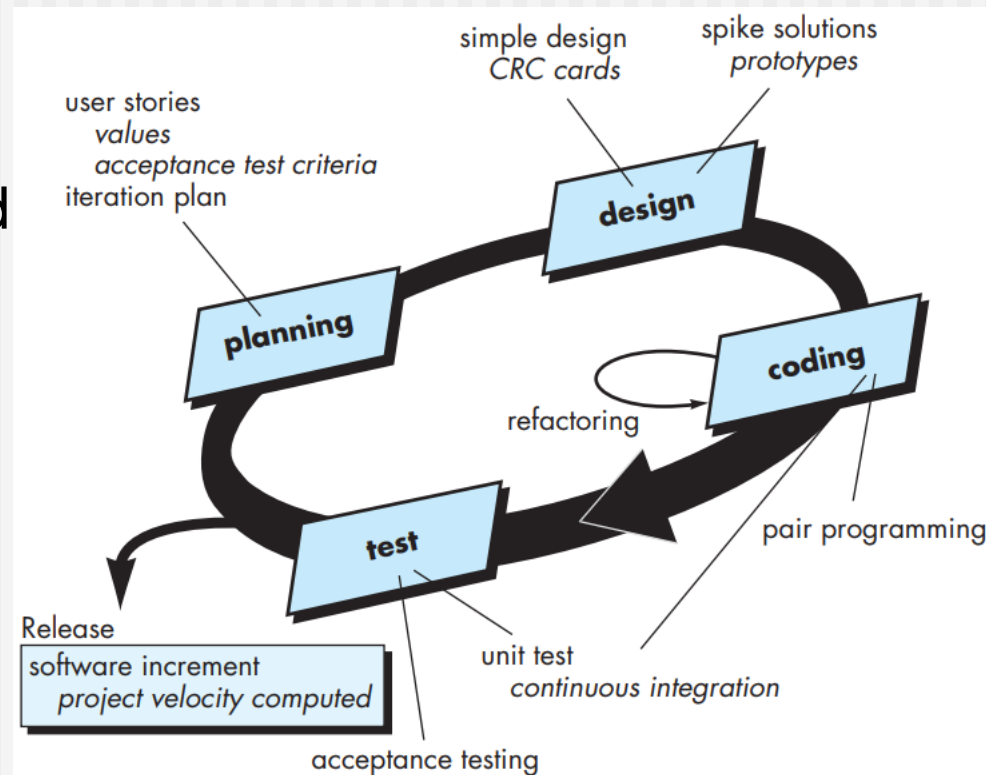 simple design
CRC cards
spike solutions
prototypes
user stories
values
acceptance test criteria
iteration plan
d
design
planning
coding
refactoring
test
pair programming
Release
software increment
project velocity computed
unit test
continuous integration
acceptance testing